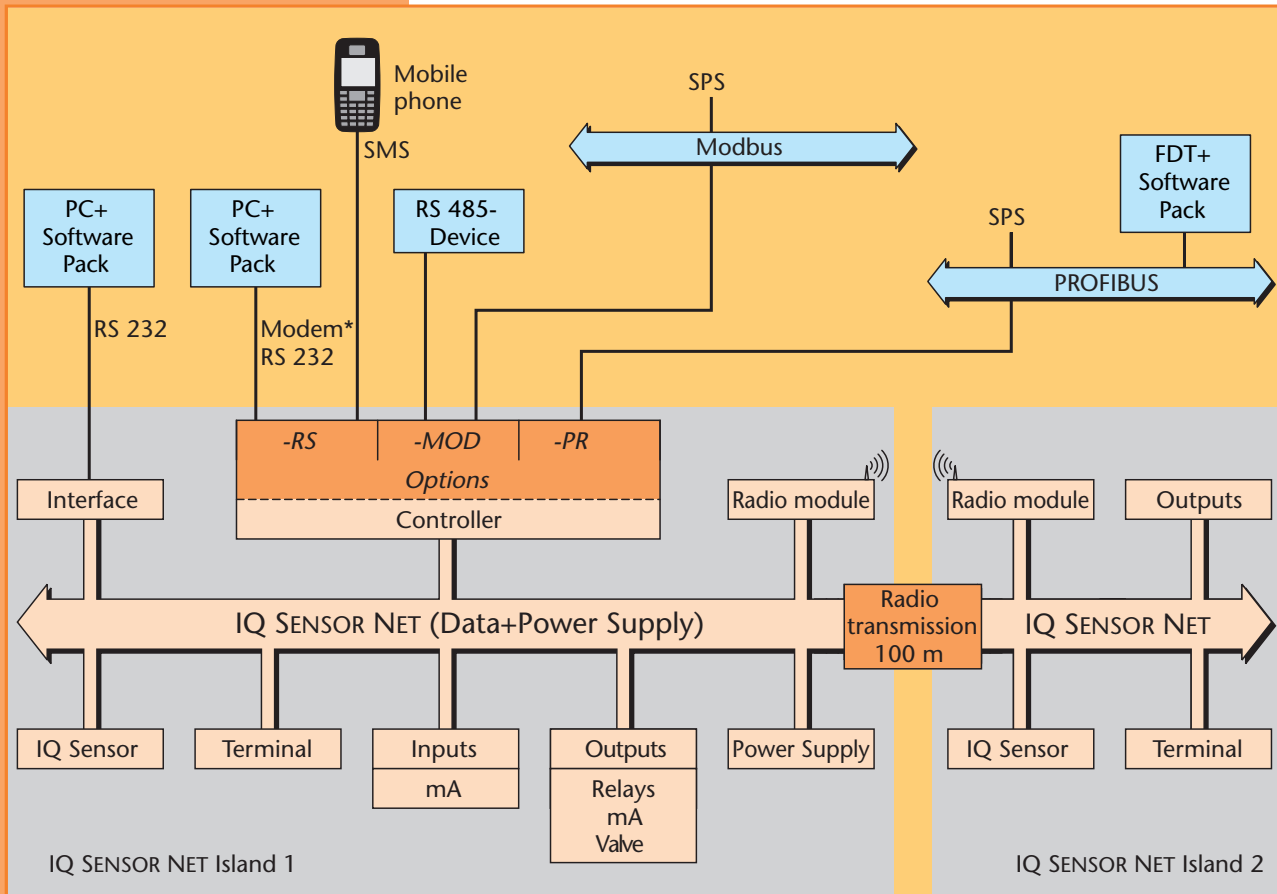 Mobile
phone
SMS
SPS
Modbus
FDT+
Software
Pack
SPS
PROFIBUS
PC+
Software
Pack
RS 232
PC+
Software
Pack
Modem*
RS 232
RS 485-
Device
-RS
-MOD
-PR
Options
Controller
Interface
Radio module
Radio module
Outputs
IQ SENSOR NET (Data+Power Supply)
Radio
transmission
100 m
IQ SENSOR NET
IQ Sensor
Terminal
Inputs
mA
Outputs
Relays
mA
Valve
Power Supply
IQ Sensor
Terminal
IQ SENSOR NET Island 1
IQ SENSOR NET Island 2